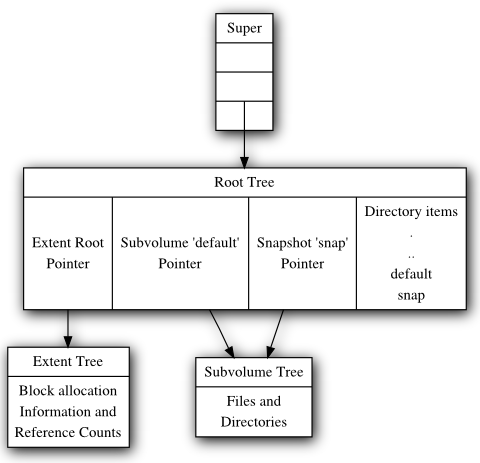 Super
Root Tree
Extent Root
Pointer
Subvolume 'default'
Pointer
Snapshot 'snap'
Pointer
Directory items
.
..
default
snap
Extent Tree
Block allocation
Information and
Reference Counts
Subvolume Tree
Files and
Directories